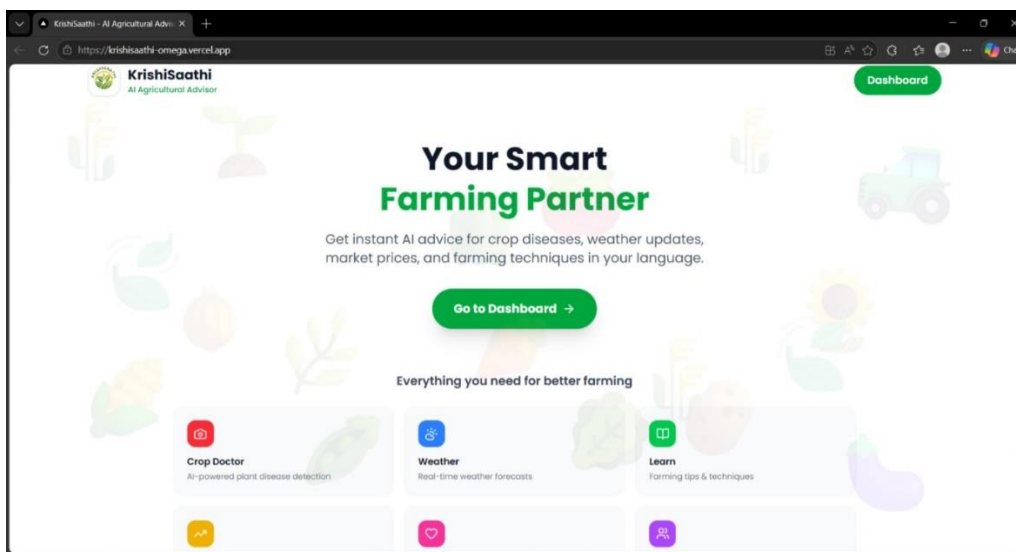 KrishiSaathi - AI Agricultural Advis
https://krishisaathi-omega.vercel.app
KrishiSaathi
AI Agricultural Advisor
Dashboard
Your Smart
Farming Partner
Get instant AI advice for crop diseases, weather updates,
market prices, and farming techniques in your language.
Go to Dashboard →
Everything you need for better farming
Crop Doctor
AI-powered plant disease detection
Weather
Real-time weather forecasts
Learn
Farming tips & techniques